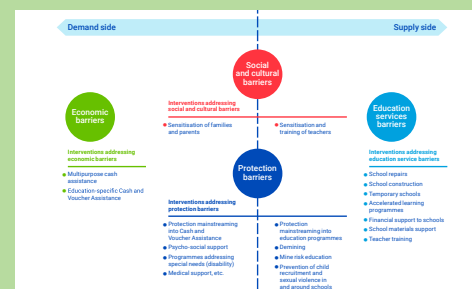 Demand side
Supply side
Social
and cultural
barriers
Economic
barriers
Interventions addressing
social and cultural barriers
Sensitisation of families
and parents
Sensitisation and
training of teachers
Education
services
barriers
Interventions addressing
economic barriers
Multipurpose cash
assistance
Education-specific Cash and
Voucher Assistance
Protection
barriers
Interventions addressing
education service barriers
School repairs
School construction
Temporary schools
Accelerated learning
programmes
Financial support to schools
School materials support
Teacher training
Interventions addressing
protection barriers
Protection mainstreaming
into Cash and
Voucher Assistance
Psycho-social support
Programmes addressing
special needs (disability)
Medical support, etc.
Protection
mainstreaming into
education programmes
Demining
Mine risk education
Prevention of child
recruitment and
sexual violence in
and around schools